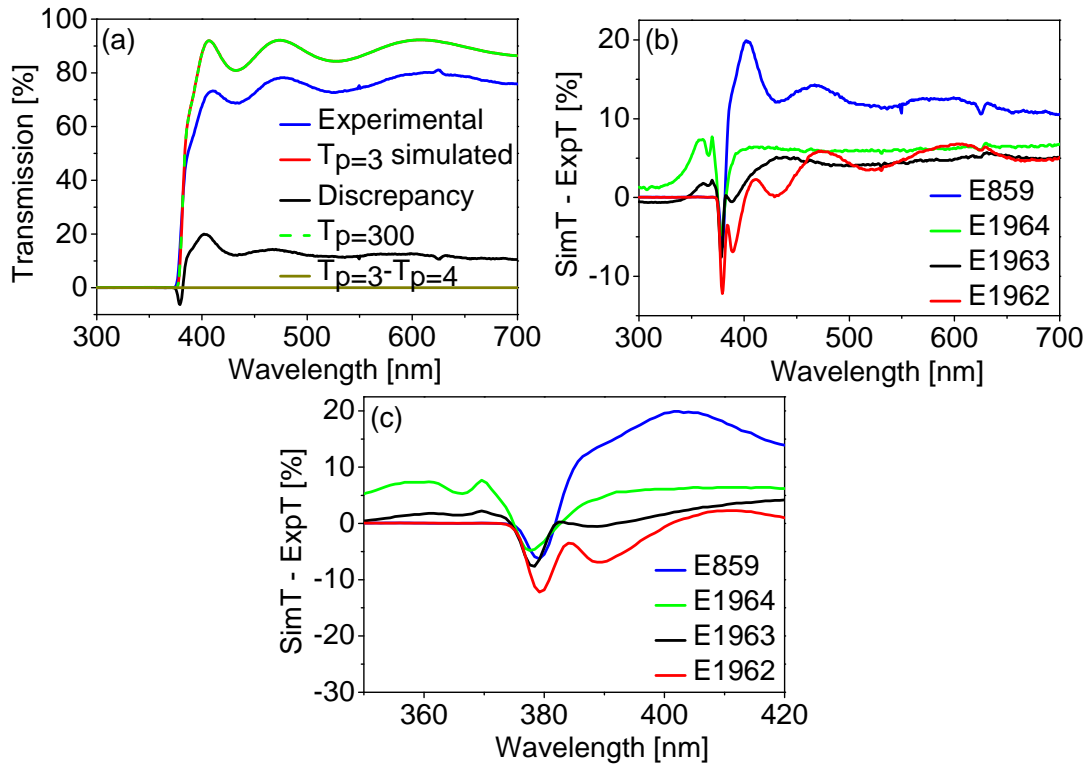 (a)
100
80
60
40
20
0
Transmission [%]
Experimental
Tp=3 simulated
Discrepancy
Tp=300
Tp=3-Tp=4
300 400 500 600 700
Wavelength [nm]
(b)
20
10
0
-10
SimT - ExpT [%]
E859
E1964
E1963
E1962
300 400 500 600 700
Wavelength [nm]
(c)
20
10
0
-10
-20
-30
SimT - ExpT [%]
E859
E1964
E1963
E1962
360 380 400 420
Wavelength [nm]